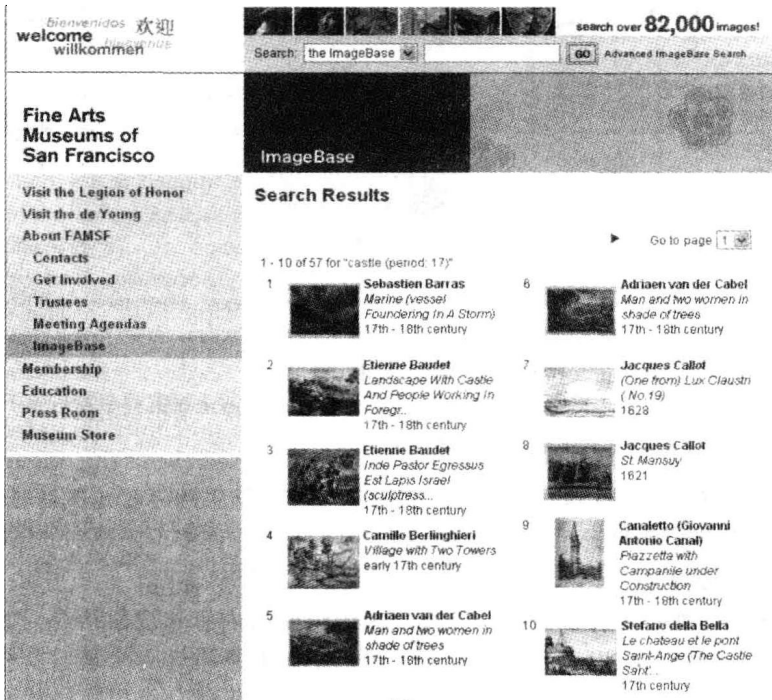 bienvenidos 欢迎
welcome
bienvenue
willkommen
search over 82,000 images!
Search: the ImageBase GO Advanced ImageBase Search
Fine Arts
Museums of
San Francisco
ImageBase
Visit the Legion of Honor
Visit the de Young
About FAMSF
Contacts
Get Involved
Trustees
Meeting Agendas
ImageBase
Membership
Education
Press Room
Museum Store
Search Results
Go to page 1
1 - 10 of 57 for "castle (period: 17)"
1 Sebastien Barras
Marine (vessel
Foundering In A Storm)
17th - 18th century
2 Etienne Baudet
Landscape With Castle
And People Working In
Foregr...
17th - 18th century
3 Etienne Baudet
Inde Pastor Egressus
Est Lapis Israel
(sculptress...
17th - 18th century
4 Camillo Berlinghieri
Village with Two Towers
early 17th century
5 Adriaen van der Cabel
Man and two women in
shade of trees
17th - 18th century
6 Adriaen van der Cabel
Man and two women in
shade of trees
17th - 18th century
7 Jacques Callot
(One from) Lux Claustri
( No.19)
1628
8 Jacques Callot
St. Mansuy
1621
9 Canaletto (Giovanni
Antonio Canal)
Piazzetta with
Campanile under
Construction
17th - 18th century
10 Stefano della Bella
Le chateau et le pont
Saint-Ange (The Castle
Saint...
17th century